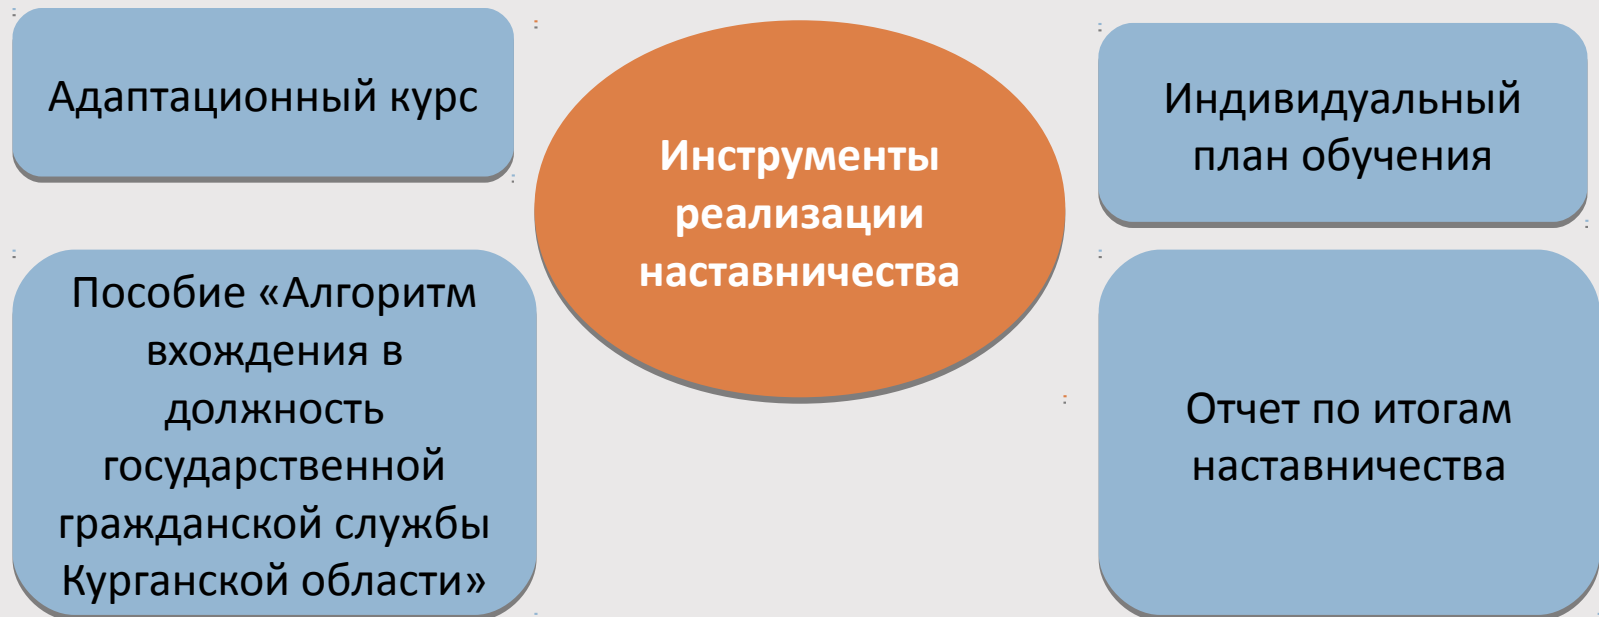 Адаптационный курс
Инструменты
реализации
наставничества
Индивидуальный
план обучения
Пособие «Алгоритм
вхождения в
должность
государственной
гражданской службы
Курганской области»
Отчет по итогам
наставничества